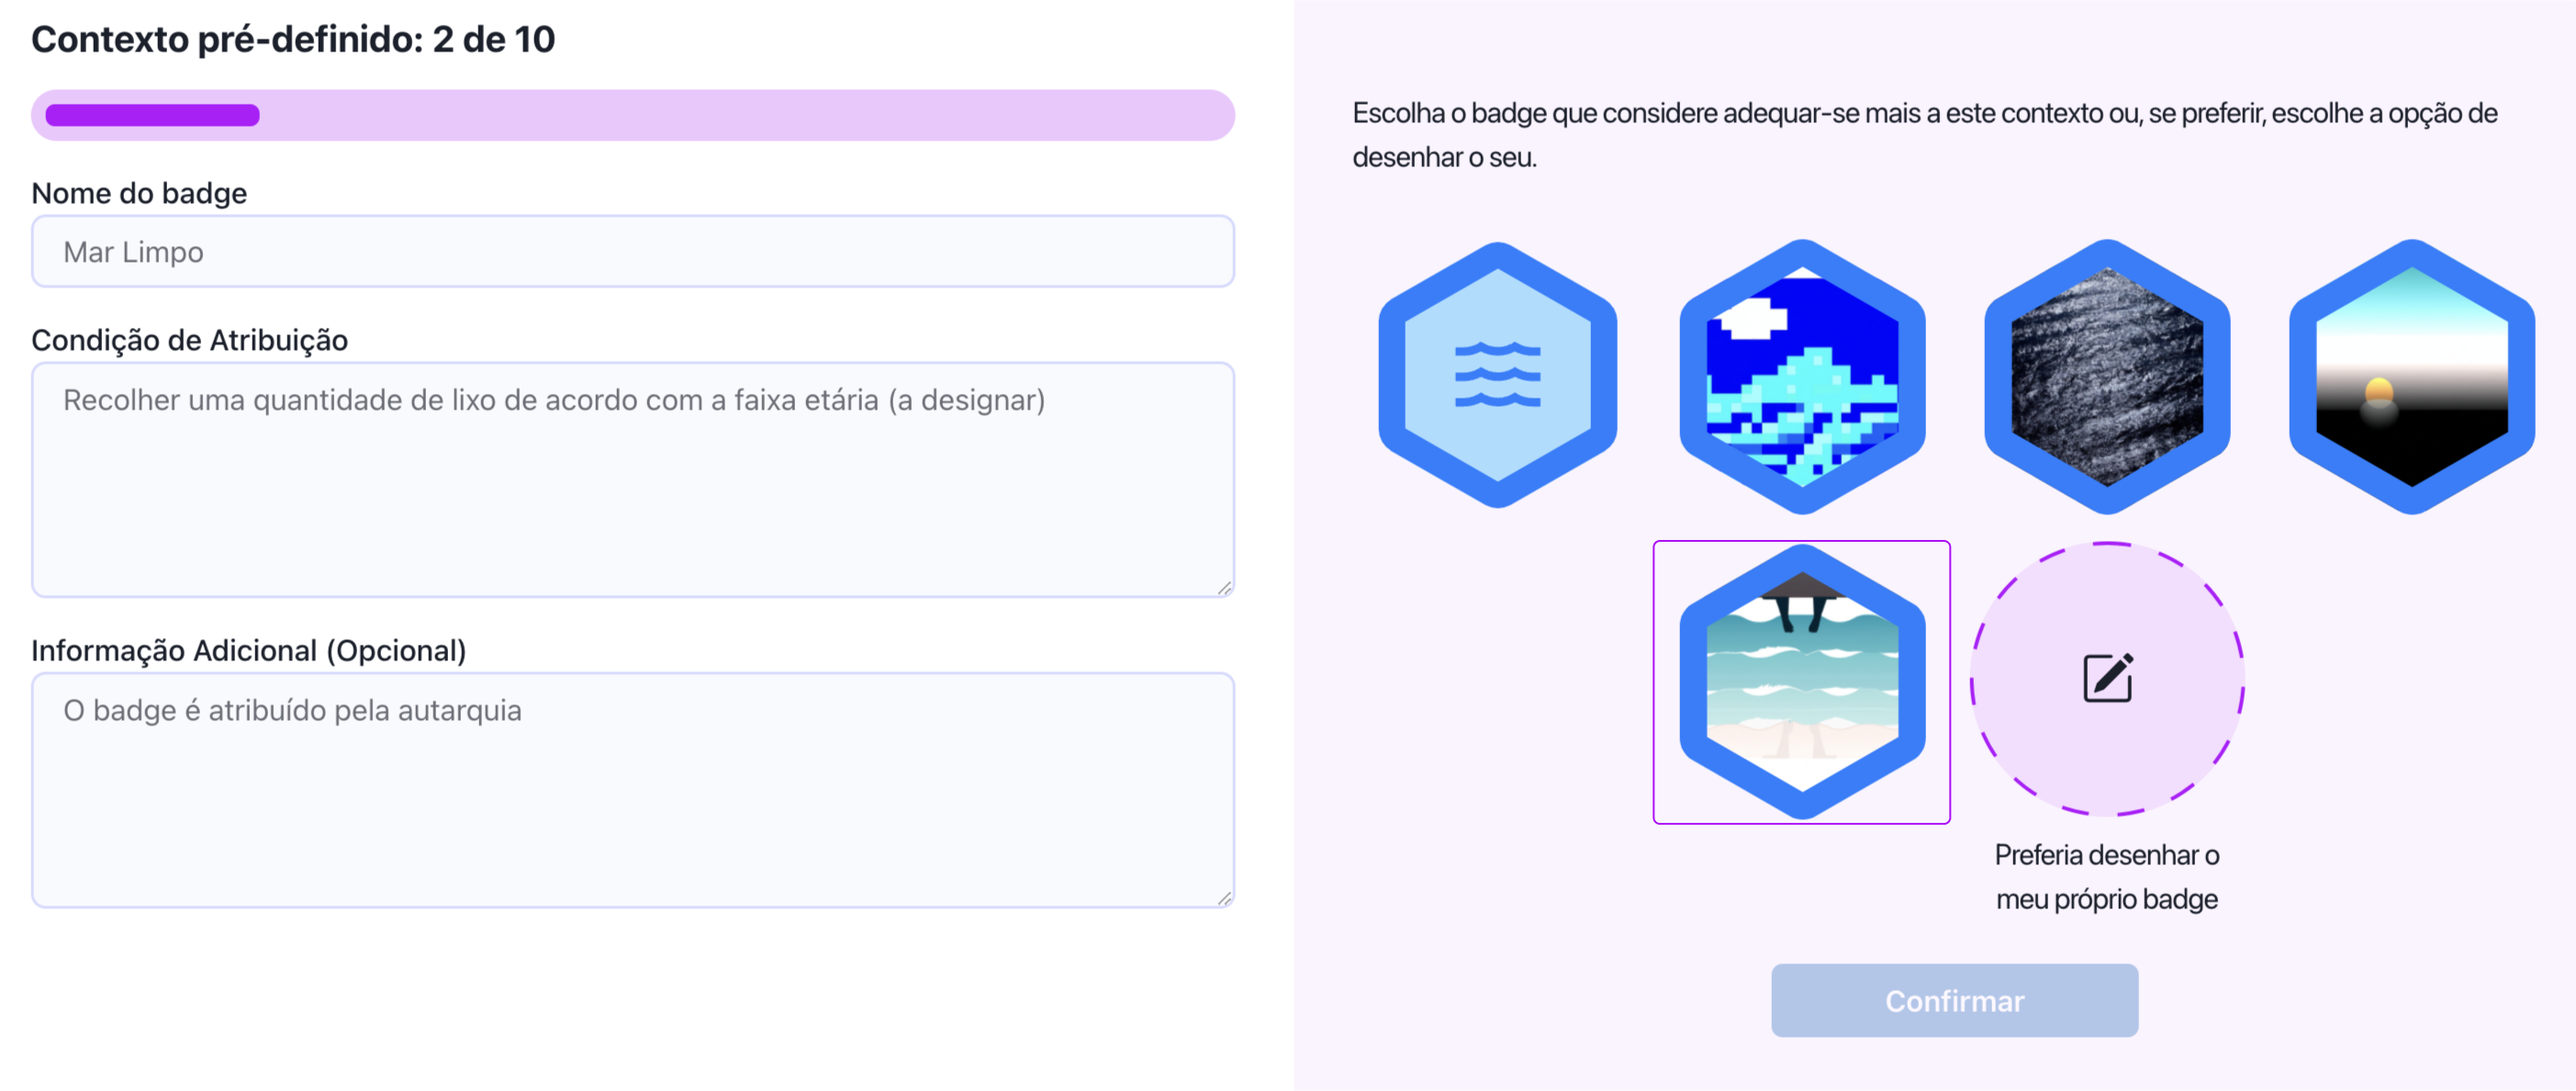 Contexto pré-definido: 2 de 10
Nome do badge
Mar Limpo
Condição de Atribuição
Recolher uma quantidade de lixo de acordo com a faixa etária (a designar)
Informação Adicional (Opcional)
O badge é atribuído pela autarquia
Escolha o badge que considere adequar-se mais a este contexto ou, se preferir, escolhe a opção de
desenhar o seu.
Preferia desenhar o
meu próprio badge
Confirmar